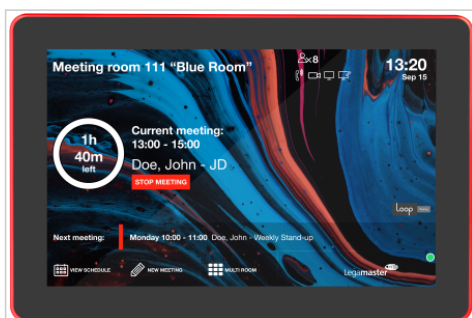 Meeting room 111 “Blue Room”
x8
13:20
Sep 15
1h
40m
left
Current meeting:
13:00 - 15:00
Doe, John - JD
STOP MEETING
Loop
Next meeting:
Monday 10:00 - 11:00 Doe, John - Weekly Stand-up
VIEW SCHEDULE
NEW MEETING
MULTI ROOM
Legamaster